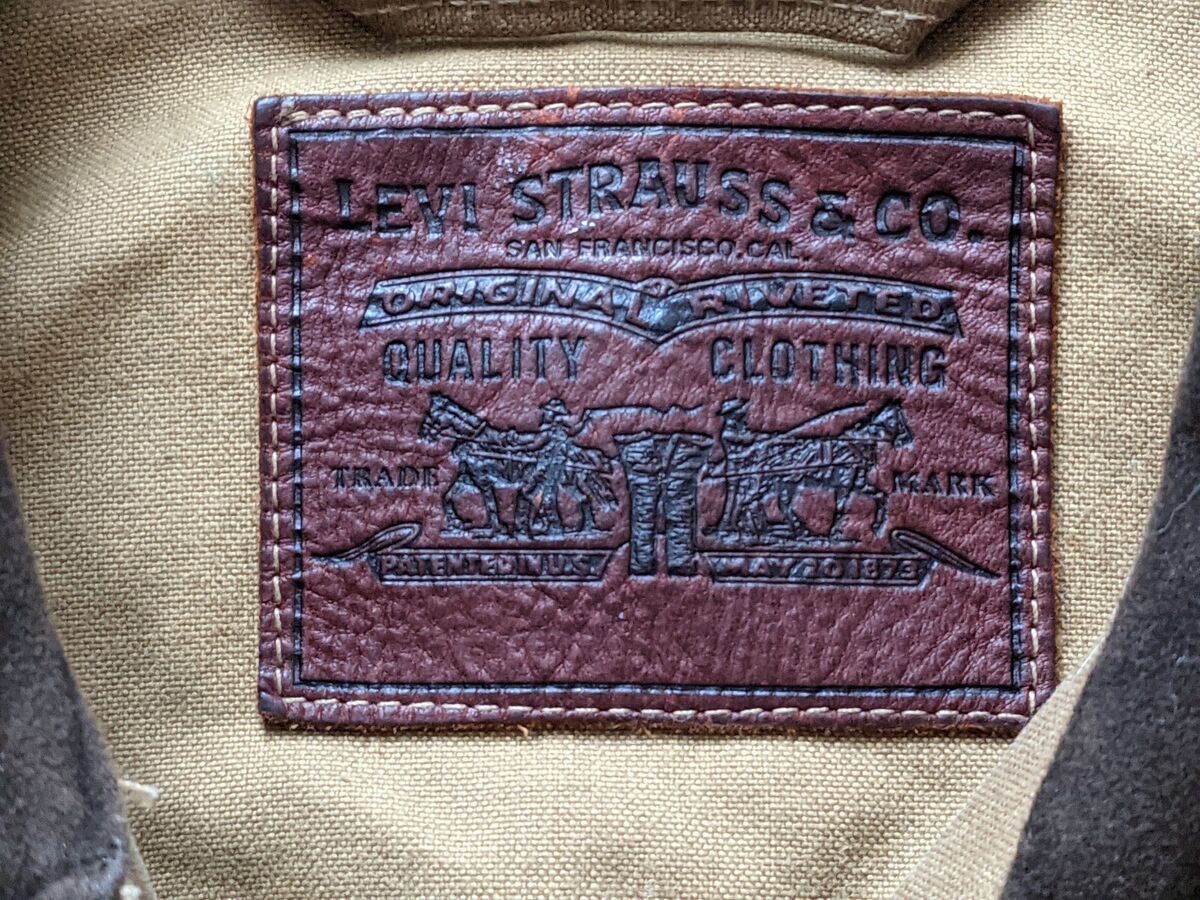 LEVI STRAUSS & CO.
SAN FRANCISCO, CAL.
ORIGINAL RIVETED
QUALITY CLOTHING
TRADE MARK
PATENTED IN U.S. MAY 20 1873